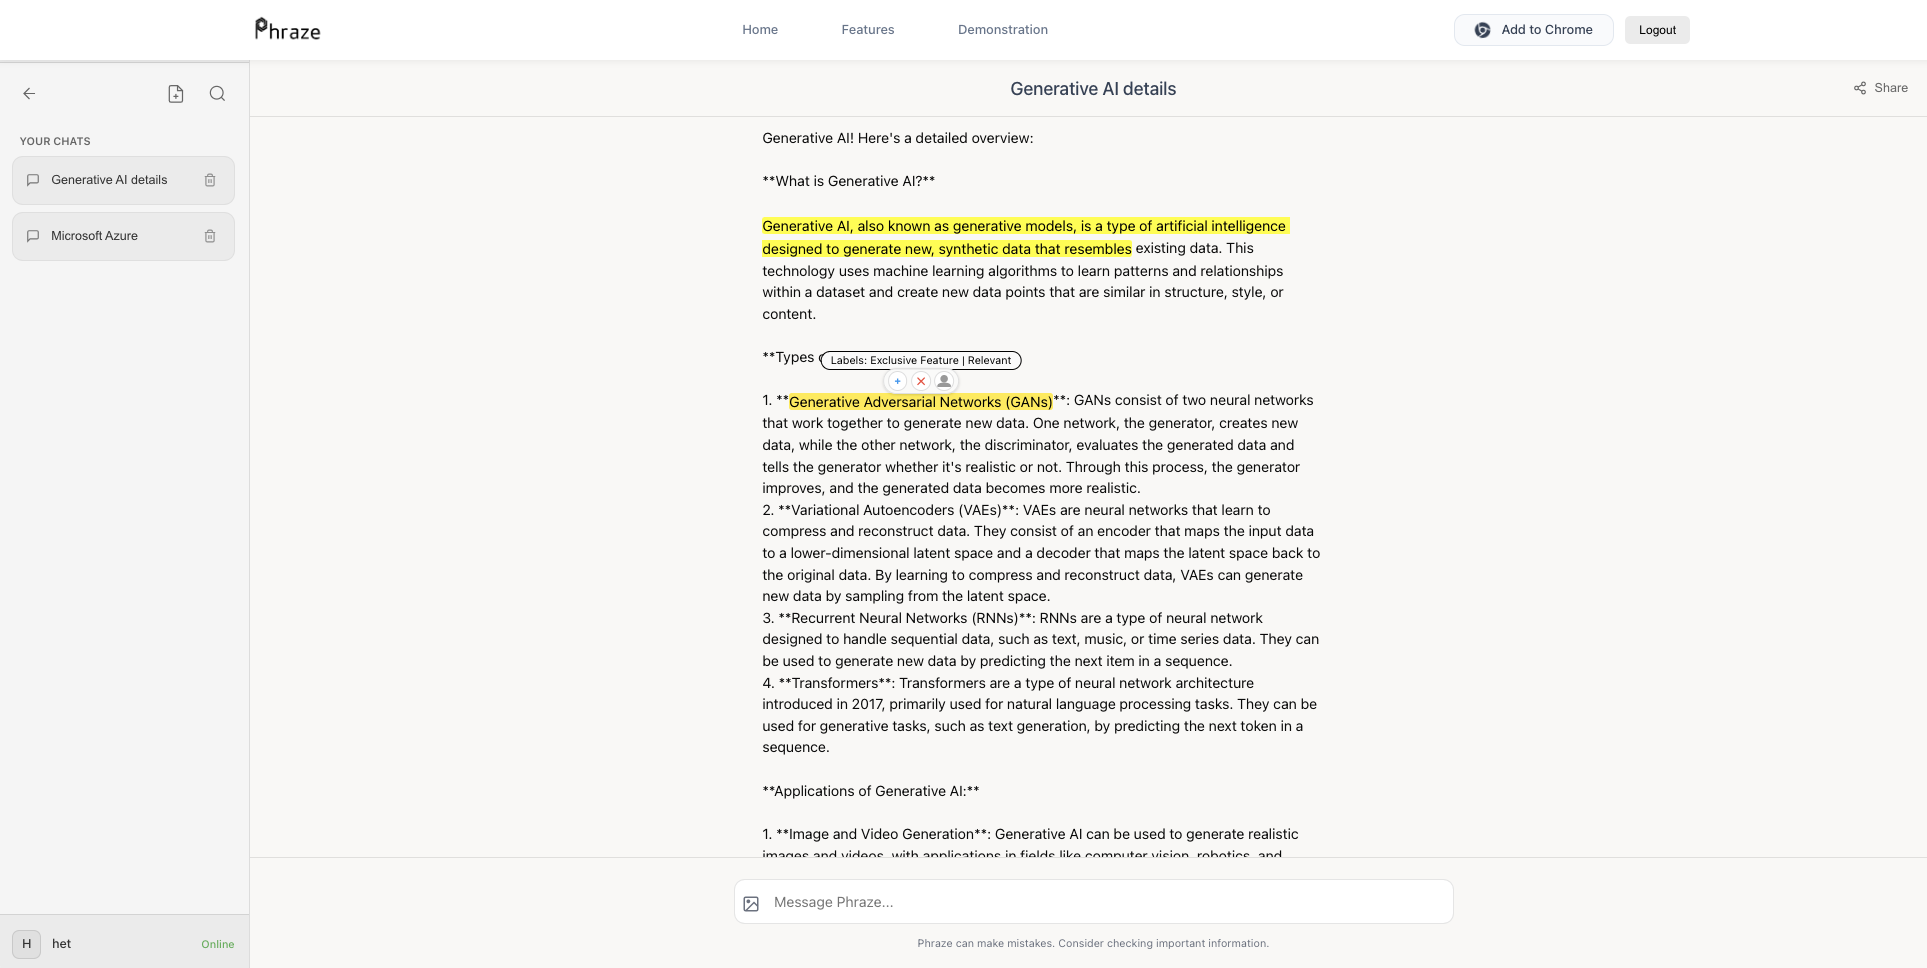 Phraze
Home
Features
Demonstration
Add to Chrome
Logout
Generative AI details
Share
YOUR CHATS
Generative AI details
Microsoft Azure
Generative AI! Here's a detailed overview:
**What is Generative AI?**
Generative AI, also known as generative models, is a type of artificial intelligence
designed to generate new, synthetic data that resembles existing data. This
technology uses machine learning algorithms to learn patterns and relationships
within a dataset and create new data points that are similar in structure, style, or
content.
**Types
Labels: Exclusive Feature | Relevant
1. **Generative Adversarial Networks (GANs)**: GANs consist of two neural networks
that work together to generate new data. One network, the generator, creates new
data, while the other network, the discriminator, evaluates the generated data and
tells the generator whether it's realistic or not. Through this process, the generator
improves, and the generated data becomes more realistic.
2. **Variational Autoencoders (VAEs)**: VAEs are neural networks that learn to
compress and reconstruct data. They consist of an encoder that maps the input data
to a lower-dimensional latent space and a decoder that maps the latent space back to
the original data. By learning to compress and reconstruct data, VAEs can generate
new data by sampling from the latent space.
3. **Recurrent Neural Networks (RNNs)**: RNNs are a type of neural network
designed to handle sequential data, such as text, music, or time series data. They can
be used to generate new data by predicting the next item in a sequence.
4. **Transformers**: Transformers are a type of neural network architecture
introduced in 2017, primarily used for natural language processing tasks. They can be
used for generative tasks, such as text generation, by predicting the next token in a
sequence.
**Applications of Generative AI:**
1. **Image and Video Generation**: Generative AI can be used to generate realistic
images and videos, with applications in fields like computer vision, robotics, and
Message Phraze...
Phraze can make mistakes. Consider checking important information.
H
het
Online